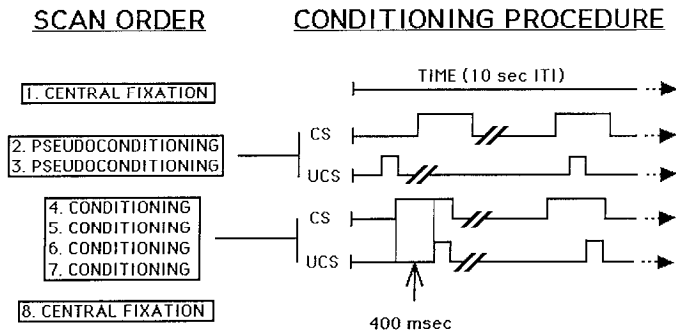 SCAN ORDER
CONDITIONING PROCEDURE
TIME (10 sec ITI)
1. CENTRAL FIXATION
2. PSEUDOCONDITIONING
3. PSEUDOCONDITIONING
CS
UCS
4. CONDITIONING
5. CONDITIONING
6. CONDITIONING
7. CONDITIONING
CS
UCS
8. CENTRAL FIXATION
400 msec